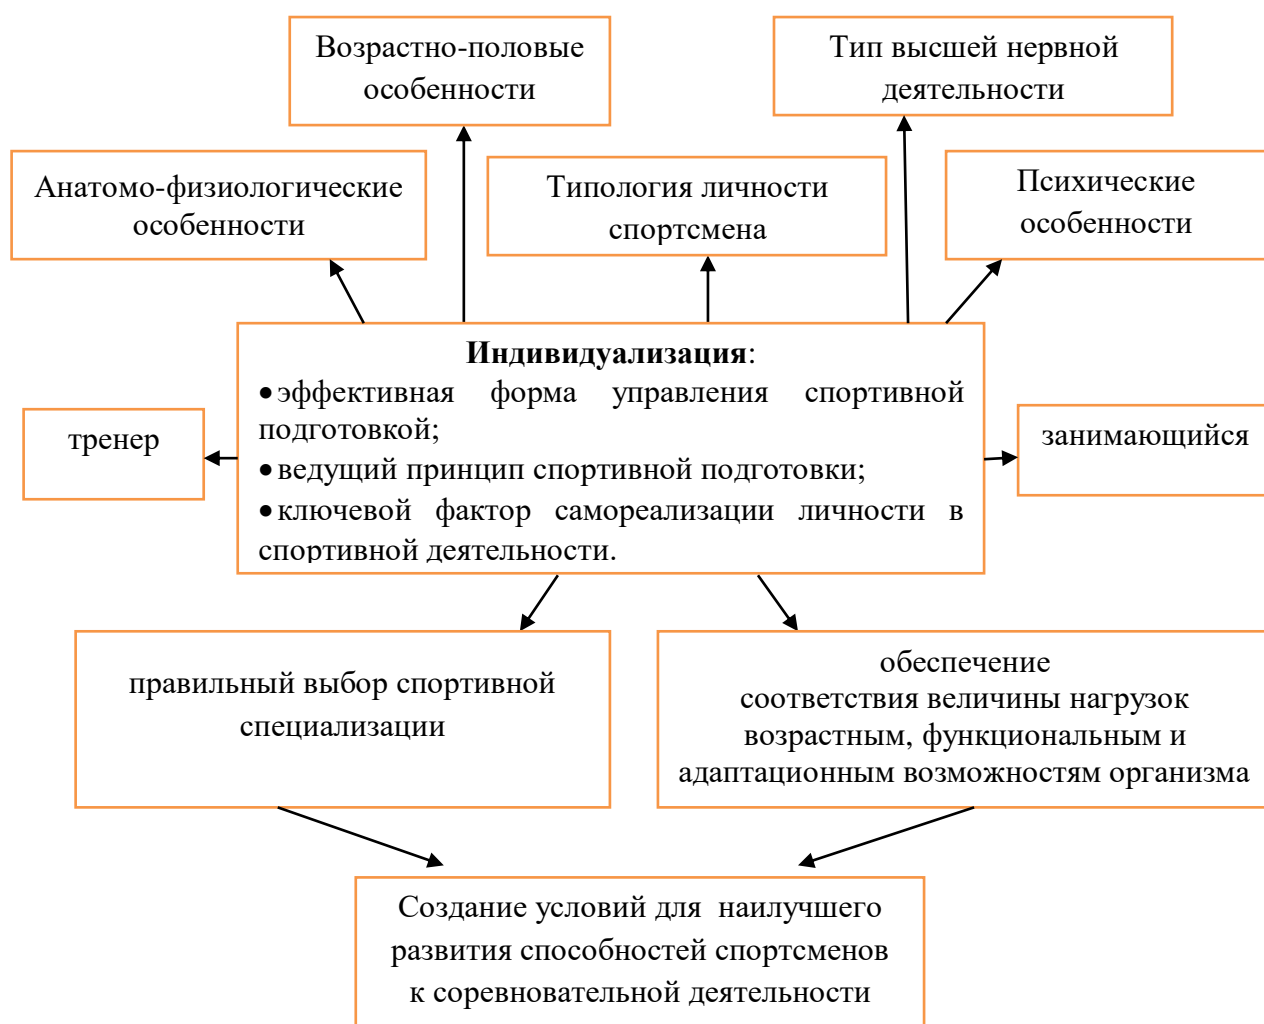 Возрастно-половые
особенности
Тип высшей нервной
деятельности
Анатомо-физиологические
особенности
Типология личности
спортсмена
Психические
особенности
Индивидуализация:
•эффективная форма управления спортивной
подготовкой;
•ведущий принцип спортивной подготовки;
•ключевой фактор самореализации личности в
спортивной деятельности.
тренер
занимающийся
правильный выбор спортивной
специализации
обеспечение
соответствия величины нагрузок
возрастным, функциональным и
адаптационным возможностям организма
Создание условий для наилучшего
развития способностей спортсменов
к соревновательной деятельности